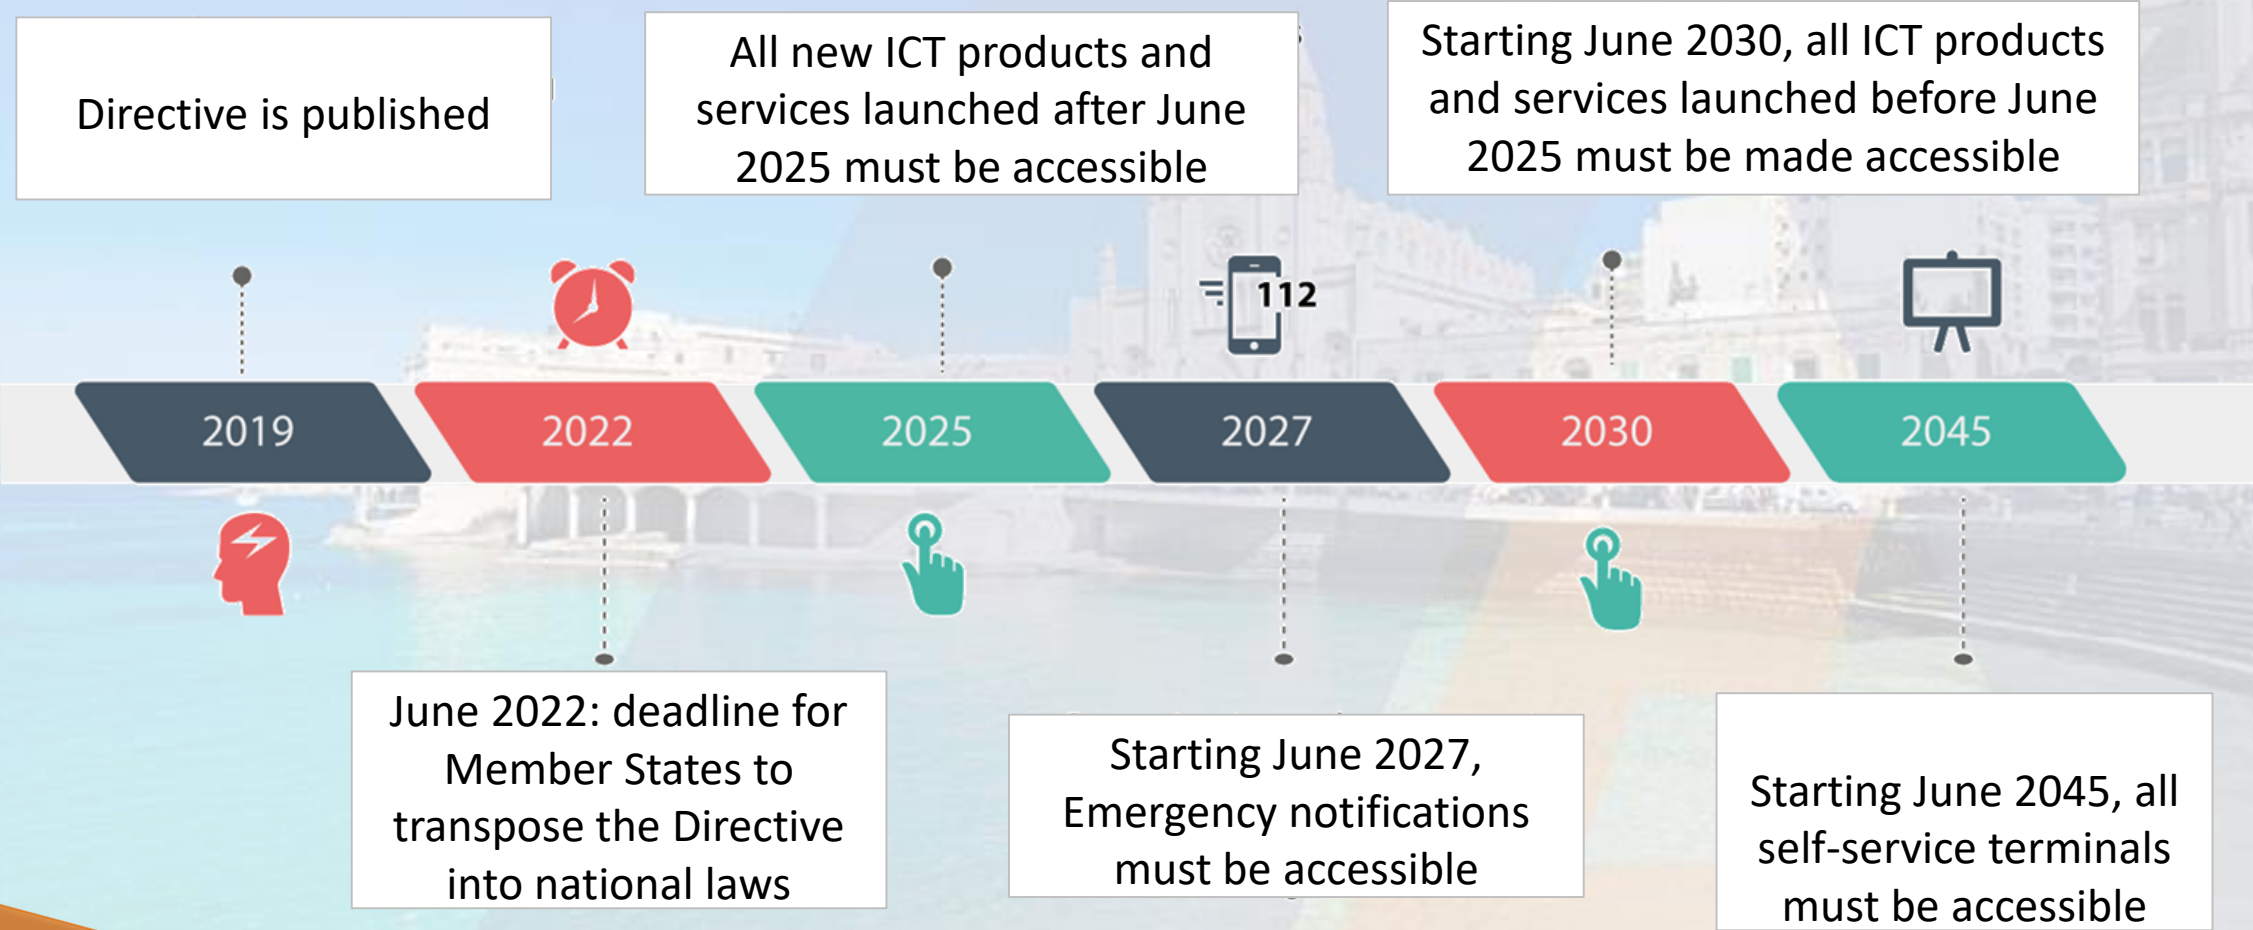 Directive is published
All new ICT products and
services launched after June
2025 must be accessible
Starting June 2030, all ICT products
and services launched before June
2025 must be made accessible
112
2019
2022
2025
2027
2030
2045
June 2022: deadline for
Member States to
transpose the Directive
into national laws
Starting June 2027,
Emergency notifications
must be accessible
Starting June 2045, all
self-service terminals
must be accessible